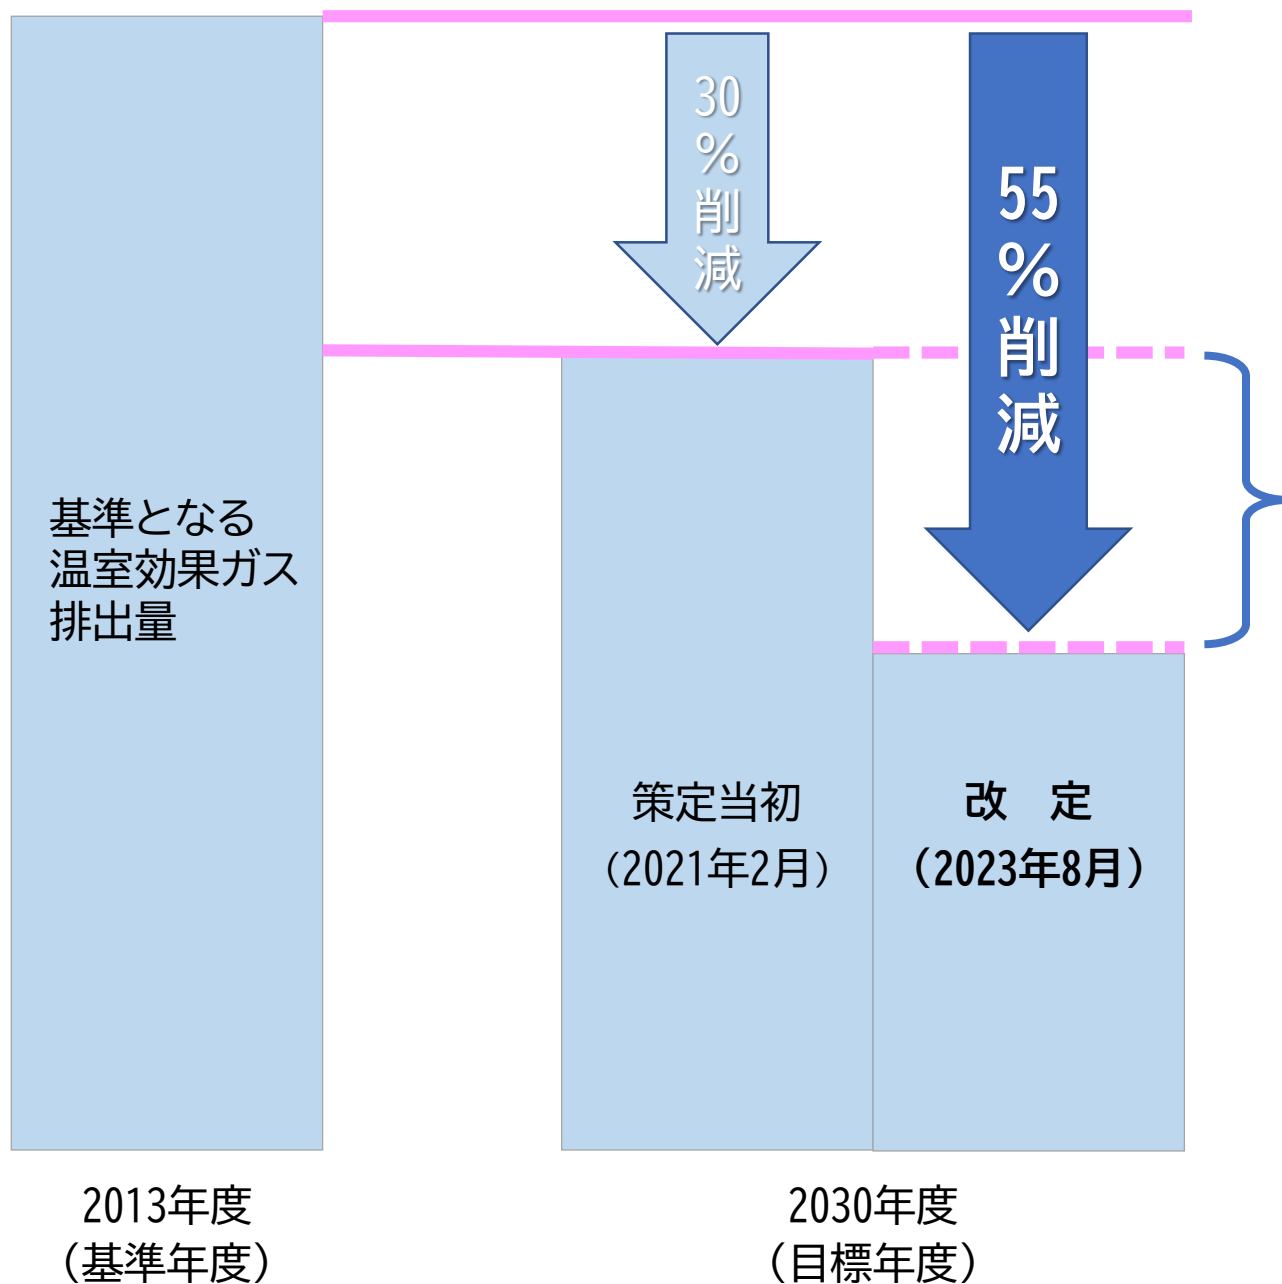 30%削減
55%削減
基準となる
温室効果ガス
排出量
策定当初
（2021年2月）
改　定
（2023年8月）
2013年度
（基準年度）
2030年度
（目標年度）